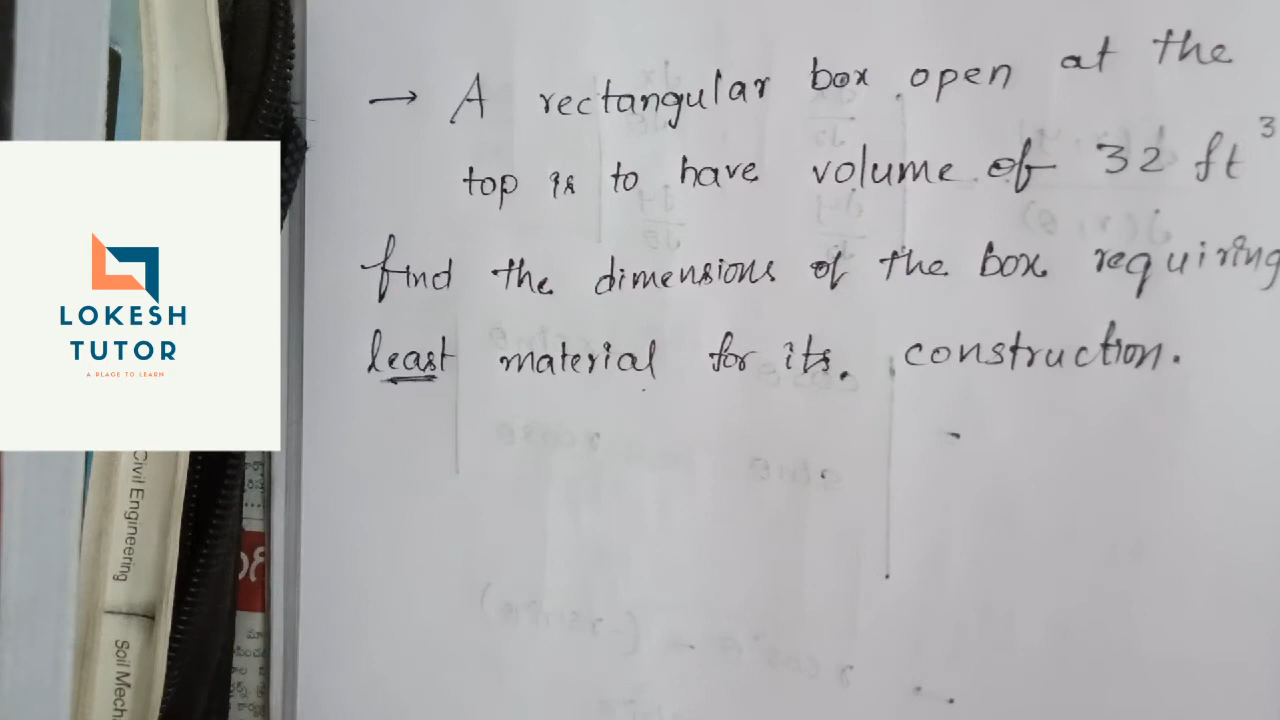 → A rectangular box open at the
top is to have volume of 32 ft³
find the dimensions of the box requiring
least material for its. construction.
LOKESH
TUTOR
A PLACE TO LEARN
Civil Engineering
Soil Mech